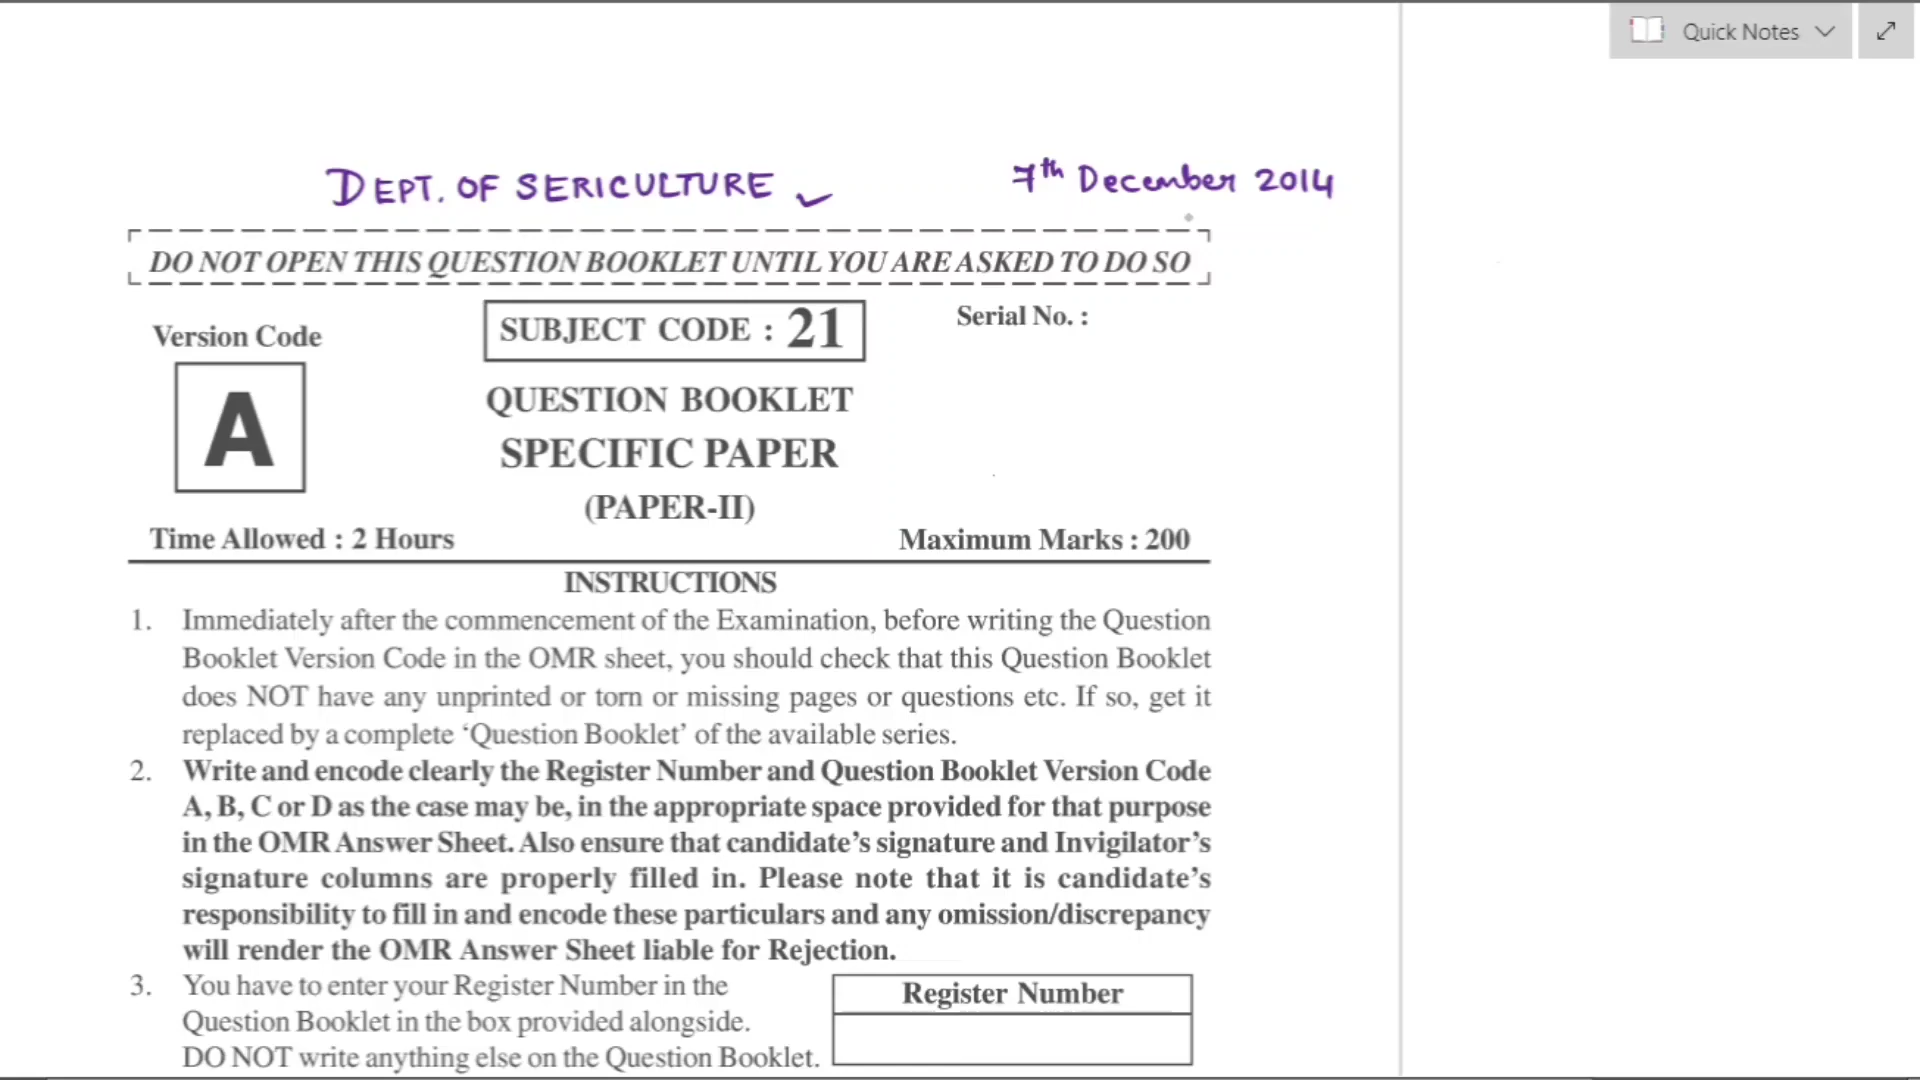 Quick Notes
DEPT. OF SERICULTURE 7th December 2014
DO NOT OPEN THIS QUESTION BOOKLET UNTIL YOU ARE ASKED TO DO SO
Version Code SUBJECT CODE : 21 Serial No. :
A
QUESTION BOOKLET
SPECIFIC PAPER
(PAPER-II)
Time Allowed : 2 Hours Maximum Marks : 200
INSTRUCTIONS
1. Immediately after the commencement of the Examination, before writing the Question
Booklet Version Code in the OMR sheet, you should check that this Question Booklet
does NOT have any unprinted or torn or missing pages or questions etc. If so, get it
replaced by a complete ‘Question Booklet’ of the available series.
2. Write and encode clearly the Register Number and Question Booklet Version Code
A, B, C or D as the case may be, in the appropriate space provided for that purpose
in the OMR Answer Sheet. Also ensure that candidate’s signature and Invigilator’s
signature columns are properly filled in. Please note that it is candidate’s
responsibility to fill in and encode these particulars and any omission/discrepancy
will render the OMR Answer Sheet liable for Rejection.
3. You have to enter your Register Number in the
Question Booklet in the box provided alongside.
DO NOT write anything else on the Question Booklet.
Register Number